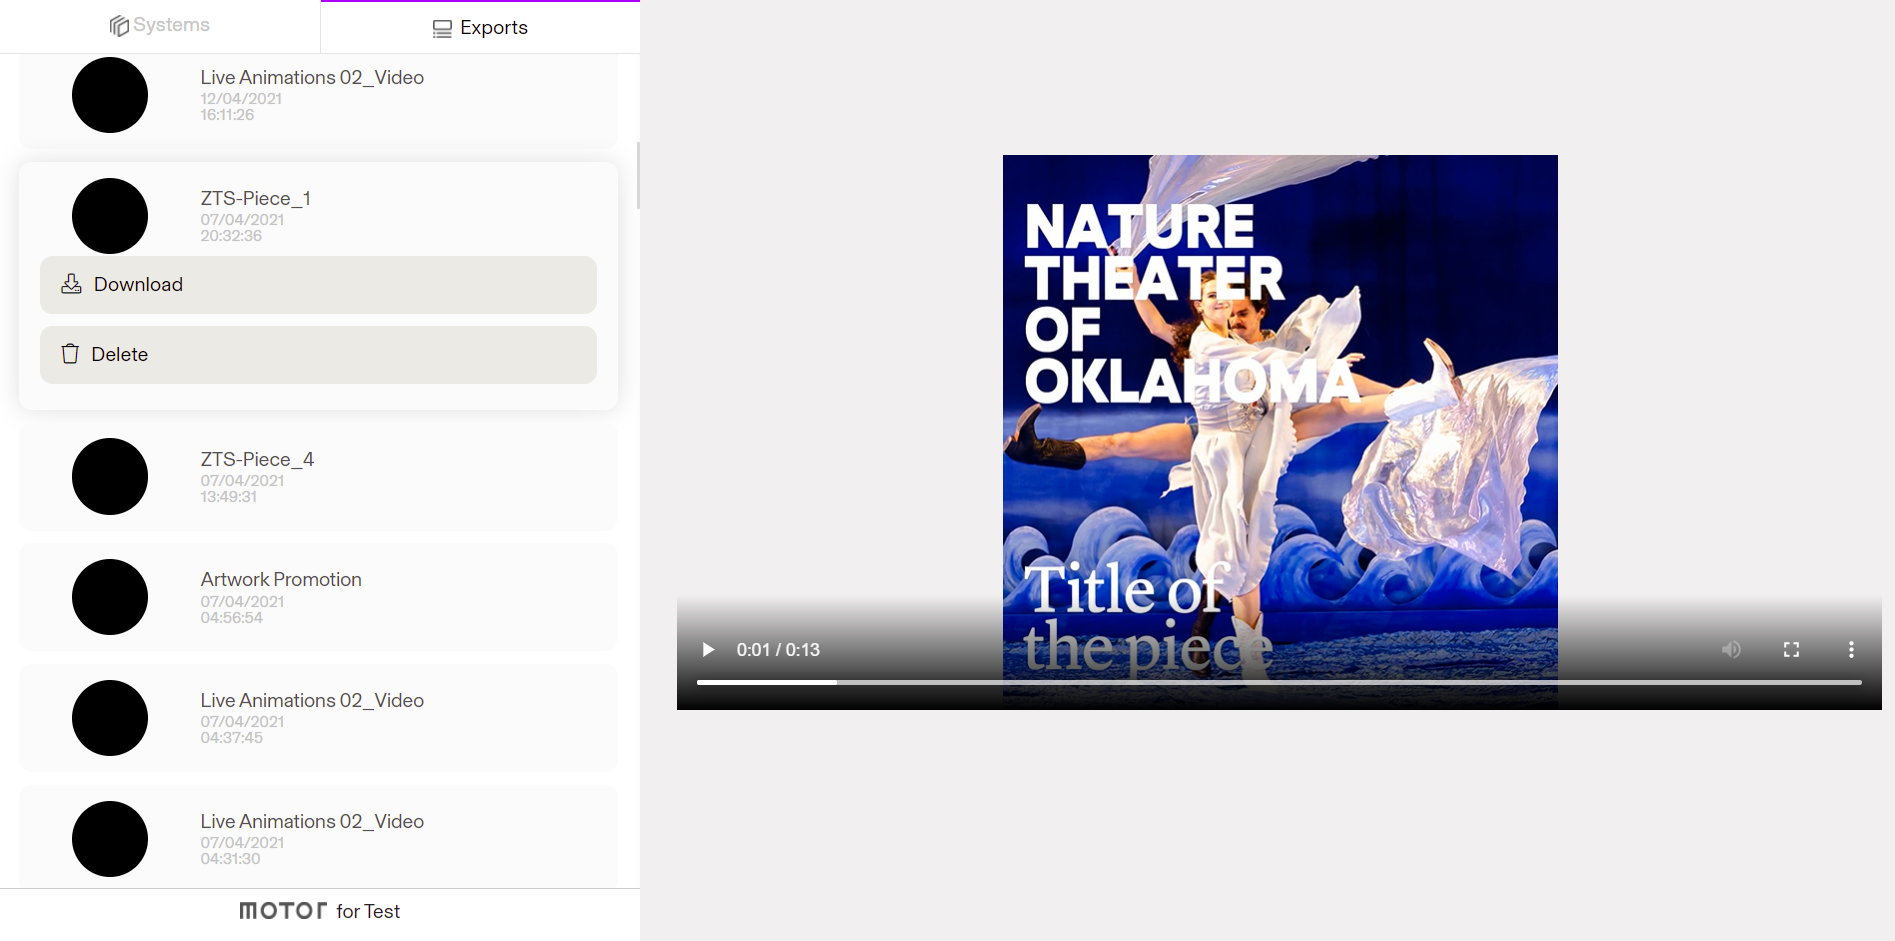 Systems
Exports
Live Animations 02_Video
12/04/2021
16:11:26
ZTS-Piece_1
07/04/2021
20:32:36
Download
Delete
ZTS-Piece_4
07/04/2021
13:49:31
Artwork Promotion
07/04/2021
04:56:54
Live Animations 02_Video
07/04/2021
04:37:45
Live Animations 02_Video
07/04/2021
04:31:30
MOTOR for Test
NATURE
THEATER
OF
OKLAHOMA
Title of
the piece
0:01 / 0:13